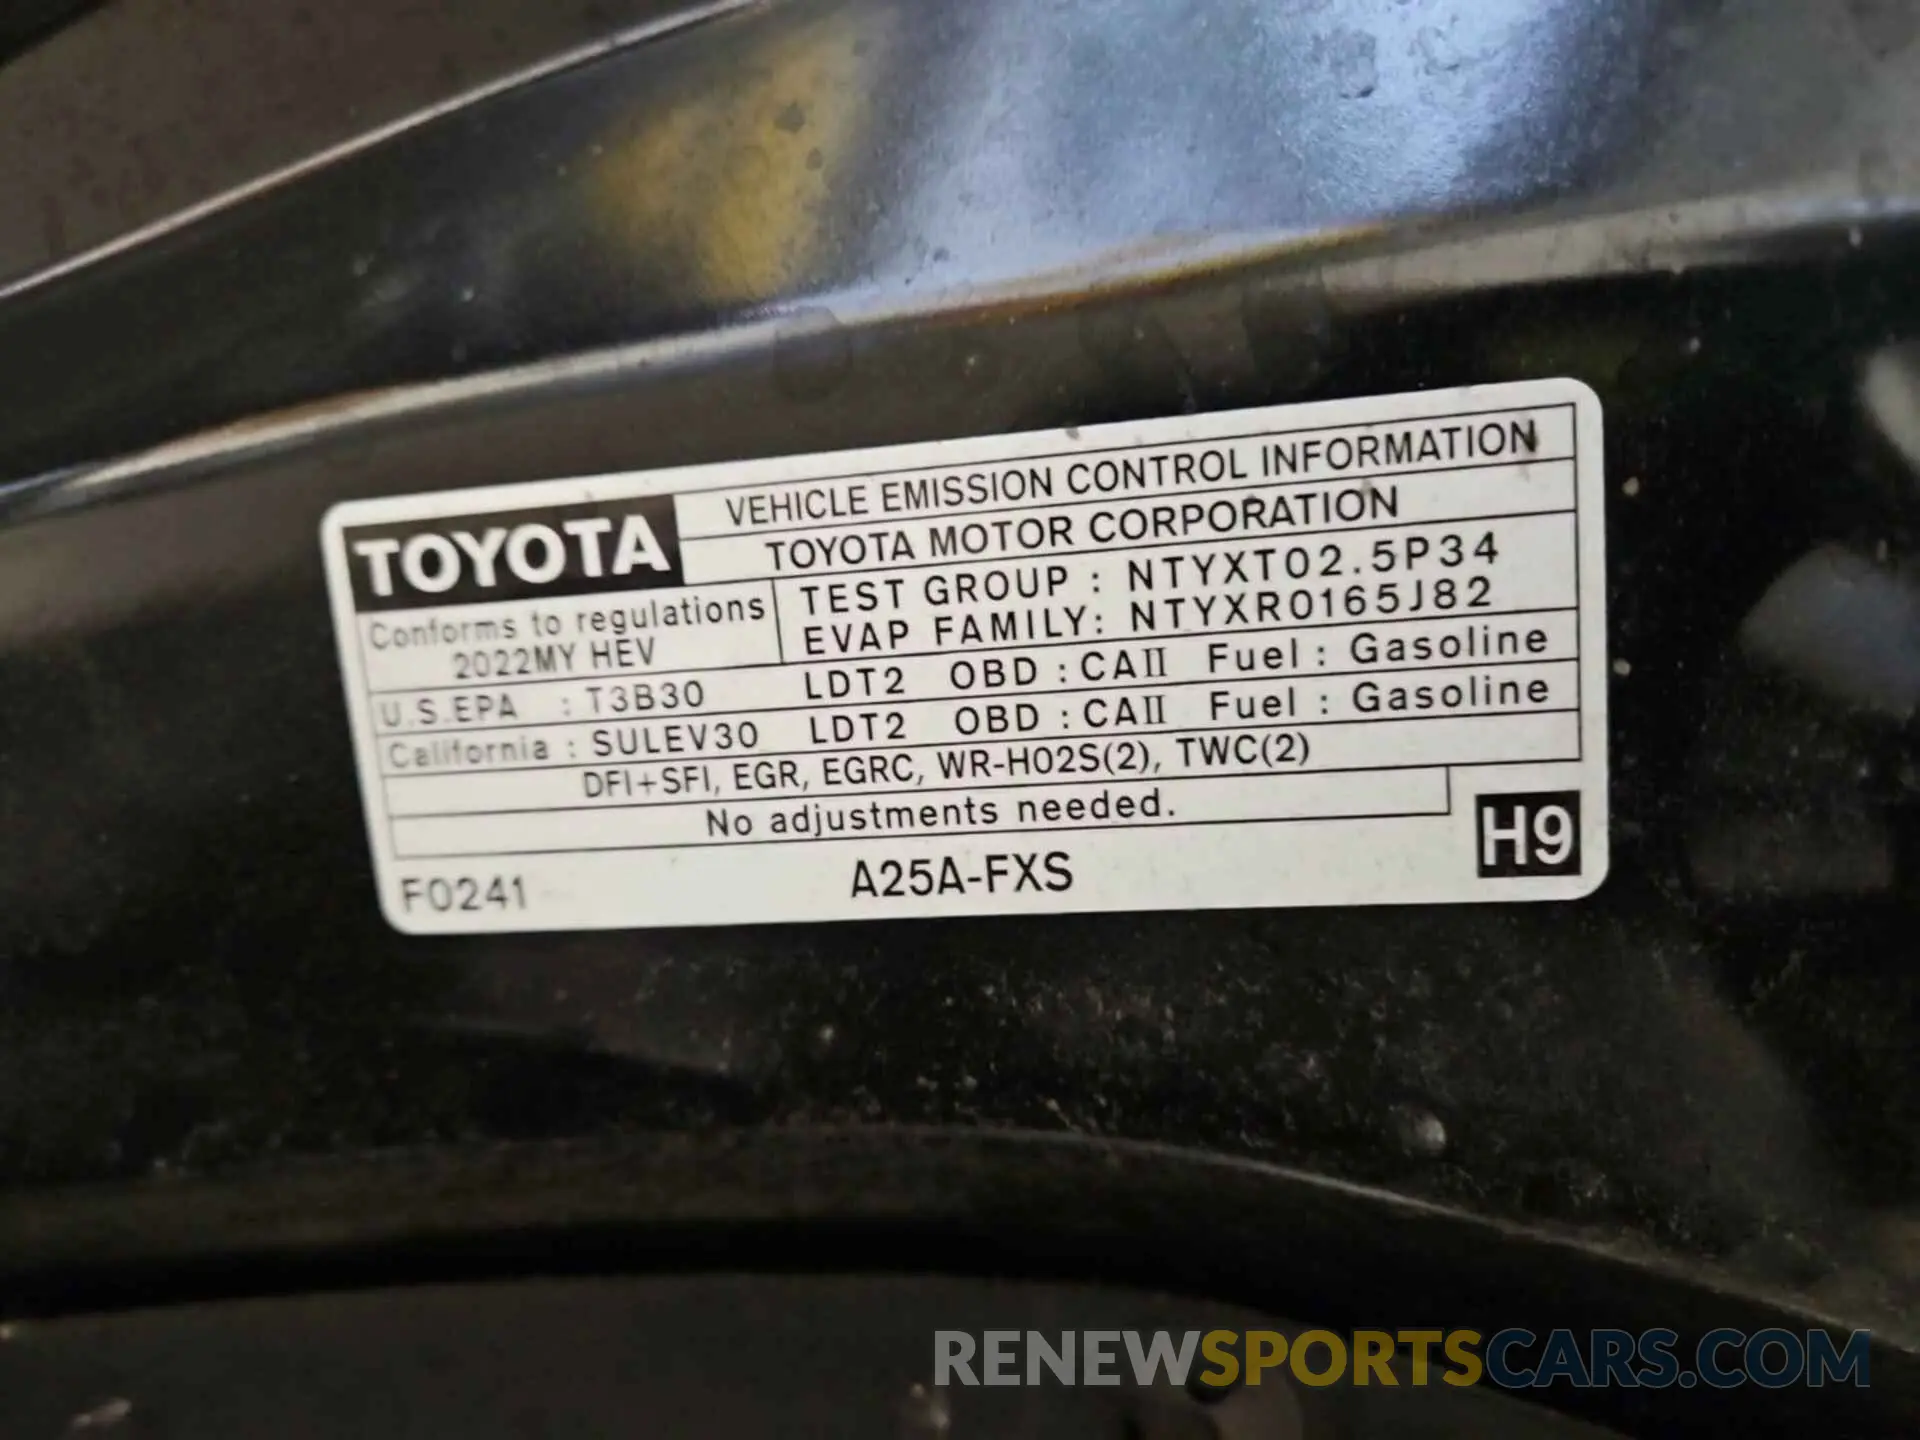 TOYOTA
VEHICLE EMISSION CONTROL INFORMATION
TOYOTA MOTOR CORPORATION
Conforms to regulations
2022MY HEV
TEST GROUP : NTYXT02.5P34
EVAP FAMILY: NTYXR0165J82
U.S.EPA : T3B30 LDT2 OBD : CAII Fuel : Gasoline
California : SULEV30 LDT2 OBD : CAII Fuel : Gasoline
DFI+SFI, EGR, EGRC, WR-HO2S(2), TWC(2)
No adjustments needed.
F0241 A25A-FXS H9
RENEWSPORTSCARS.COM